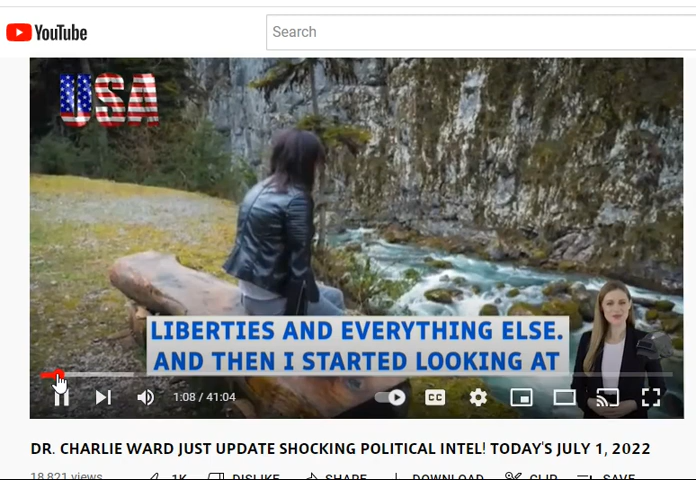 YouTube
Search
USA
LIBERTIES AND EVERYTHING ELSE.
AND THEN I STARTED LOOKING AT
1:08 / 41:04
CC
DR. CHARLIE WARD JUST UPDATE SHOCKING POLITICAL INTEL! TODAY'S JULY 1, 2022
18,821 views 1K DISLIKE SHARE DOWNLOAD CLIP SAVE